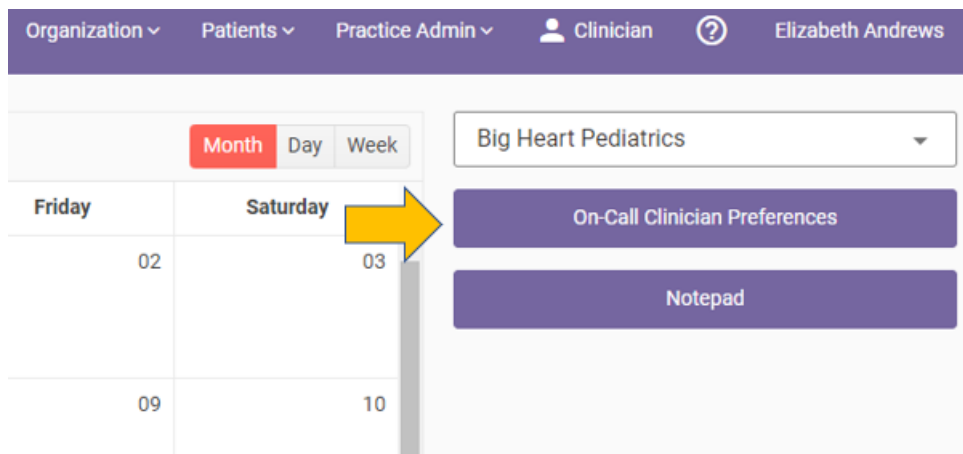 Organization Patients Practice Admin Clinician ? Elizabeth Andrews
Month Day Week
Big Heart Pediatrics
Friday Saturday
On-Call Clinician Preferences
02 03
Notepad
09 10